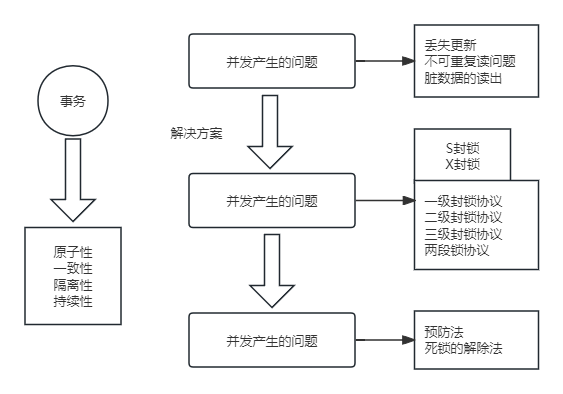 事务
原子性
一致性
隔离性
持续性
并发产生的问题
丢失更新
不可重复读问题
脏数据的读出
解决方案
并发产生的问题
S封锁
X封锁
一级封锁协议
二级封锁协议
三级封锁协议
两段锁协议
并发产生的问题
预防法
死锁的解除法